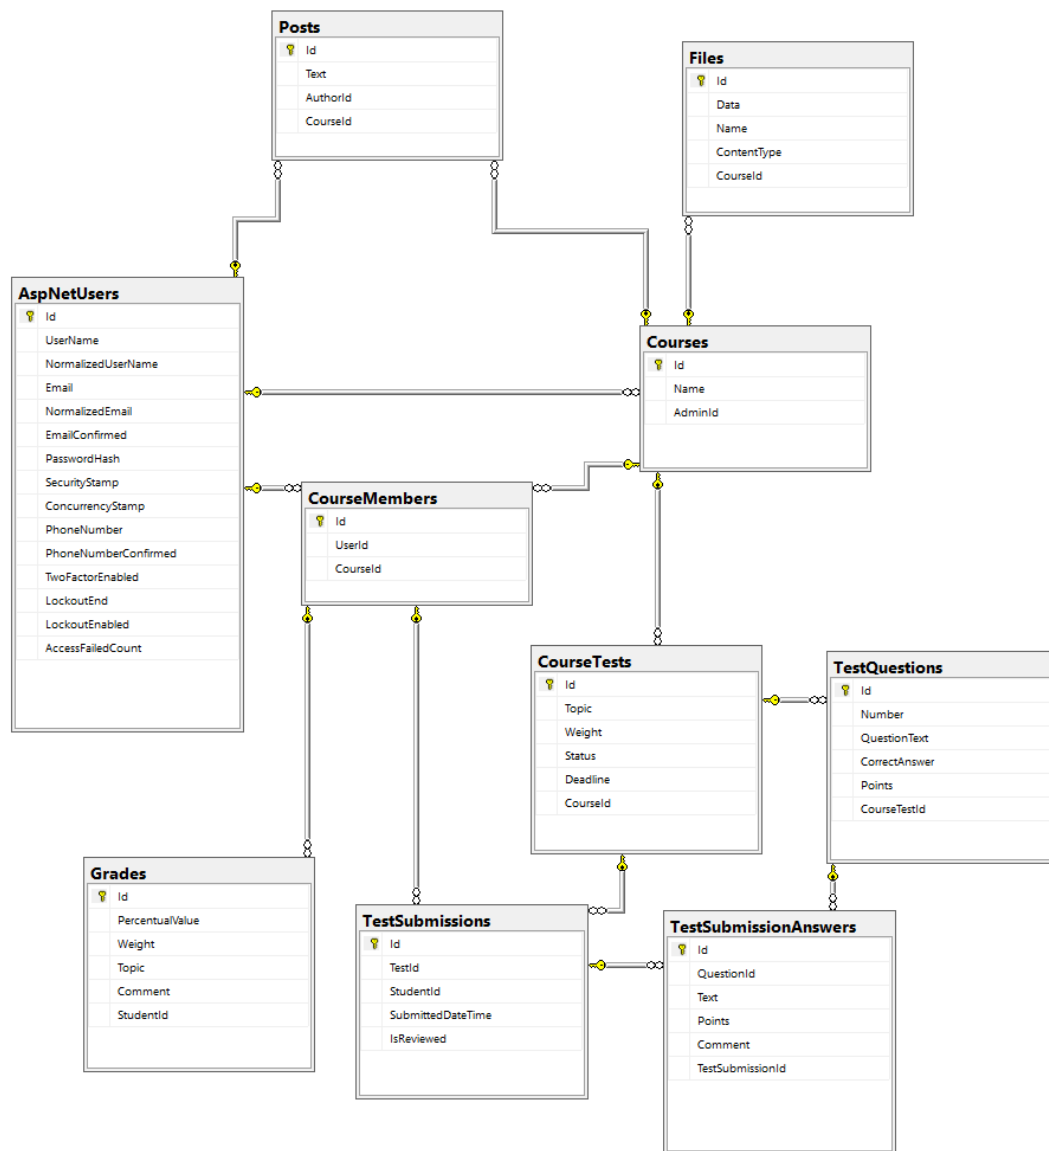 Posts
Id
Text
AuthorId
CourseId
Files
Id
Data
Name
ContentType
CourseId
AspNetUsers
Id
UserName
NormalizedUserName
Email
NormalizedEmail
EmailConfirmed
PasswordHash
SecurityStamp
ConcurrencyStamp
PhoneNumber
PhoneNumberConfirmed
TwoFactorEnabled
LockoutEnd
LockoutEnabled
AccessFailedCount
Courses
Id
Name
AdminId
CourseMembers
Id
UserId
CourseId
CourseTests
Id
Topic
Weight
Status
Deadline
CourseId
TestQuestions
Id
Number
QuestionText
CorrectAnswer
Points
CourseTestId
Grades
Id
PercentualValue
Weight
Topic
Comment
StudentId
TestSubmissions
Id
TestId
StudentId
SubmittedDateTime
IsReviewed
TestSubmissionAnswers
Id
QuestionId
Text
Points
Comment
TestSubmissionId